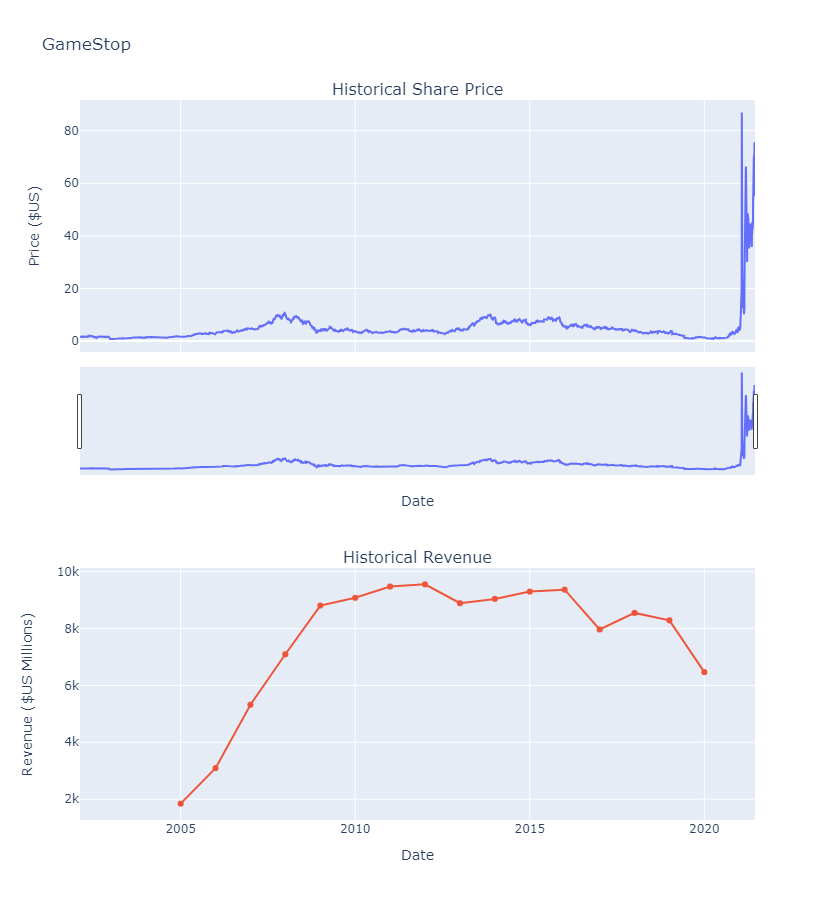 GameStop
Historical Share Price
80
60
40
20
0
Price ($US)
Date
Historical Revenue
10k
8k
6k
4k
2k
Revenue ($US Millions)
2005 2010 2015 2020
Date